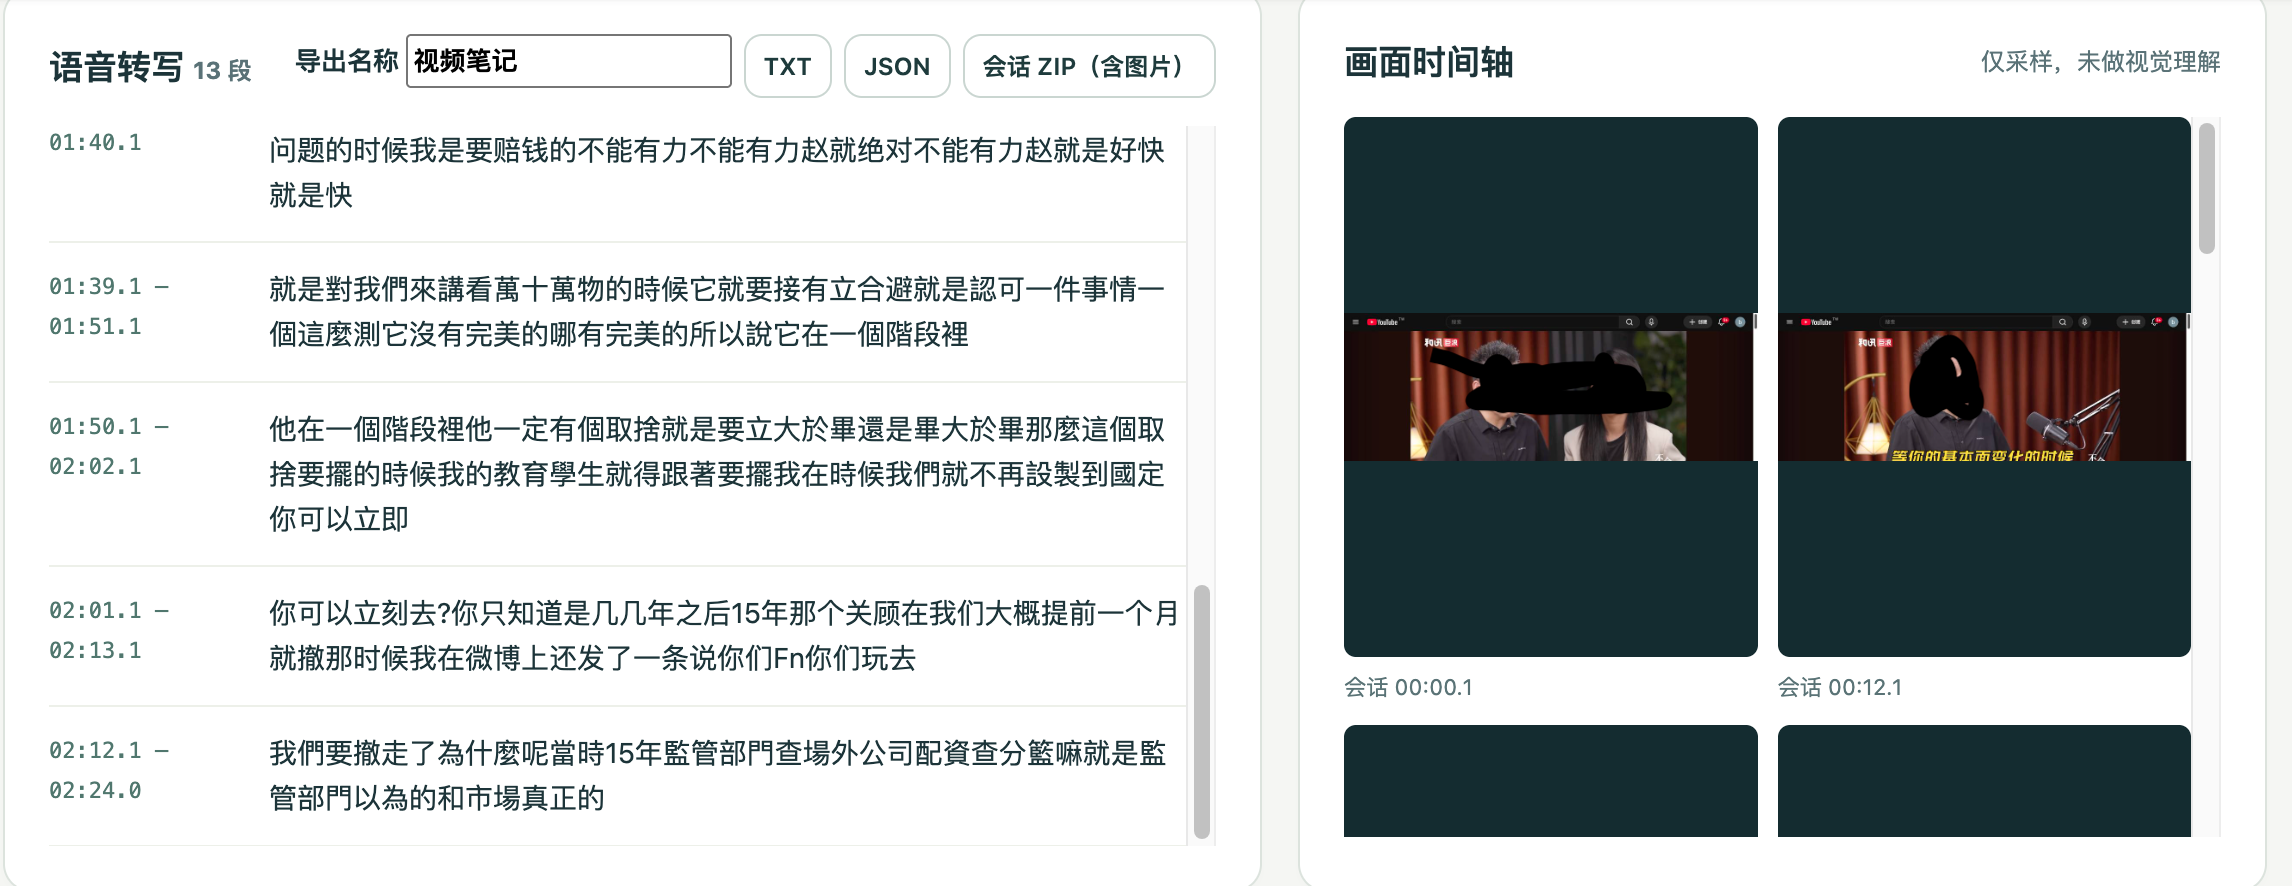 语音转写 13 段
导出名称 视频笔记 TXT JSON 会话 ZIP（含图片）
01:40.1
问题的时候我是要赔钱的不能有力不能有力赵就绝对不能有力赵就是好快
就是快
01:39.1 –
01:51.1
就是對我們來講看萬十萬物的時候它就要接有立合避就是認可一件事情一
個這麼測它沒有完美的哪有完美的所以說它在一個階段裡
01:50.1 –
02:02.1
他在一個階段裡他一定有個取捨就是要立大於畢還是畢大於畢那麼這個取
捨要擺的時候我的教育學生就得跟著要擺我在時候我們就不再設製到國定
你可以立即
02:01.1 –
02:13.1
你可以立刻去?你只知道是几几年之后15年那个关顾在我们大概提前一个月
就撤那时候我在微博上还发了一条说你们Fn你们玩去
02:12.1 –
02:24.0
我們要撤走了為什麼呢當時15年監管部門查場外公司配資查分籃嘛就是監
管部門以為的和市場真正的
画面时间轴
仅采样，未做视觉理解
YouTube
YouTube
等你的基本面变化的时候
会话 00:00.1
会话 00:12.1